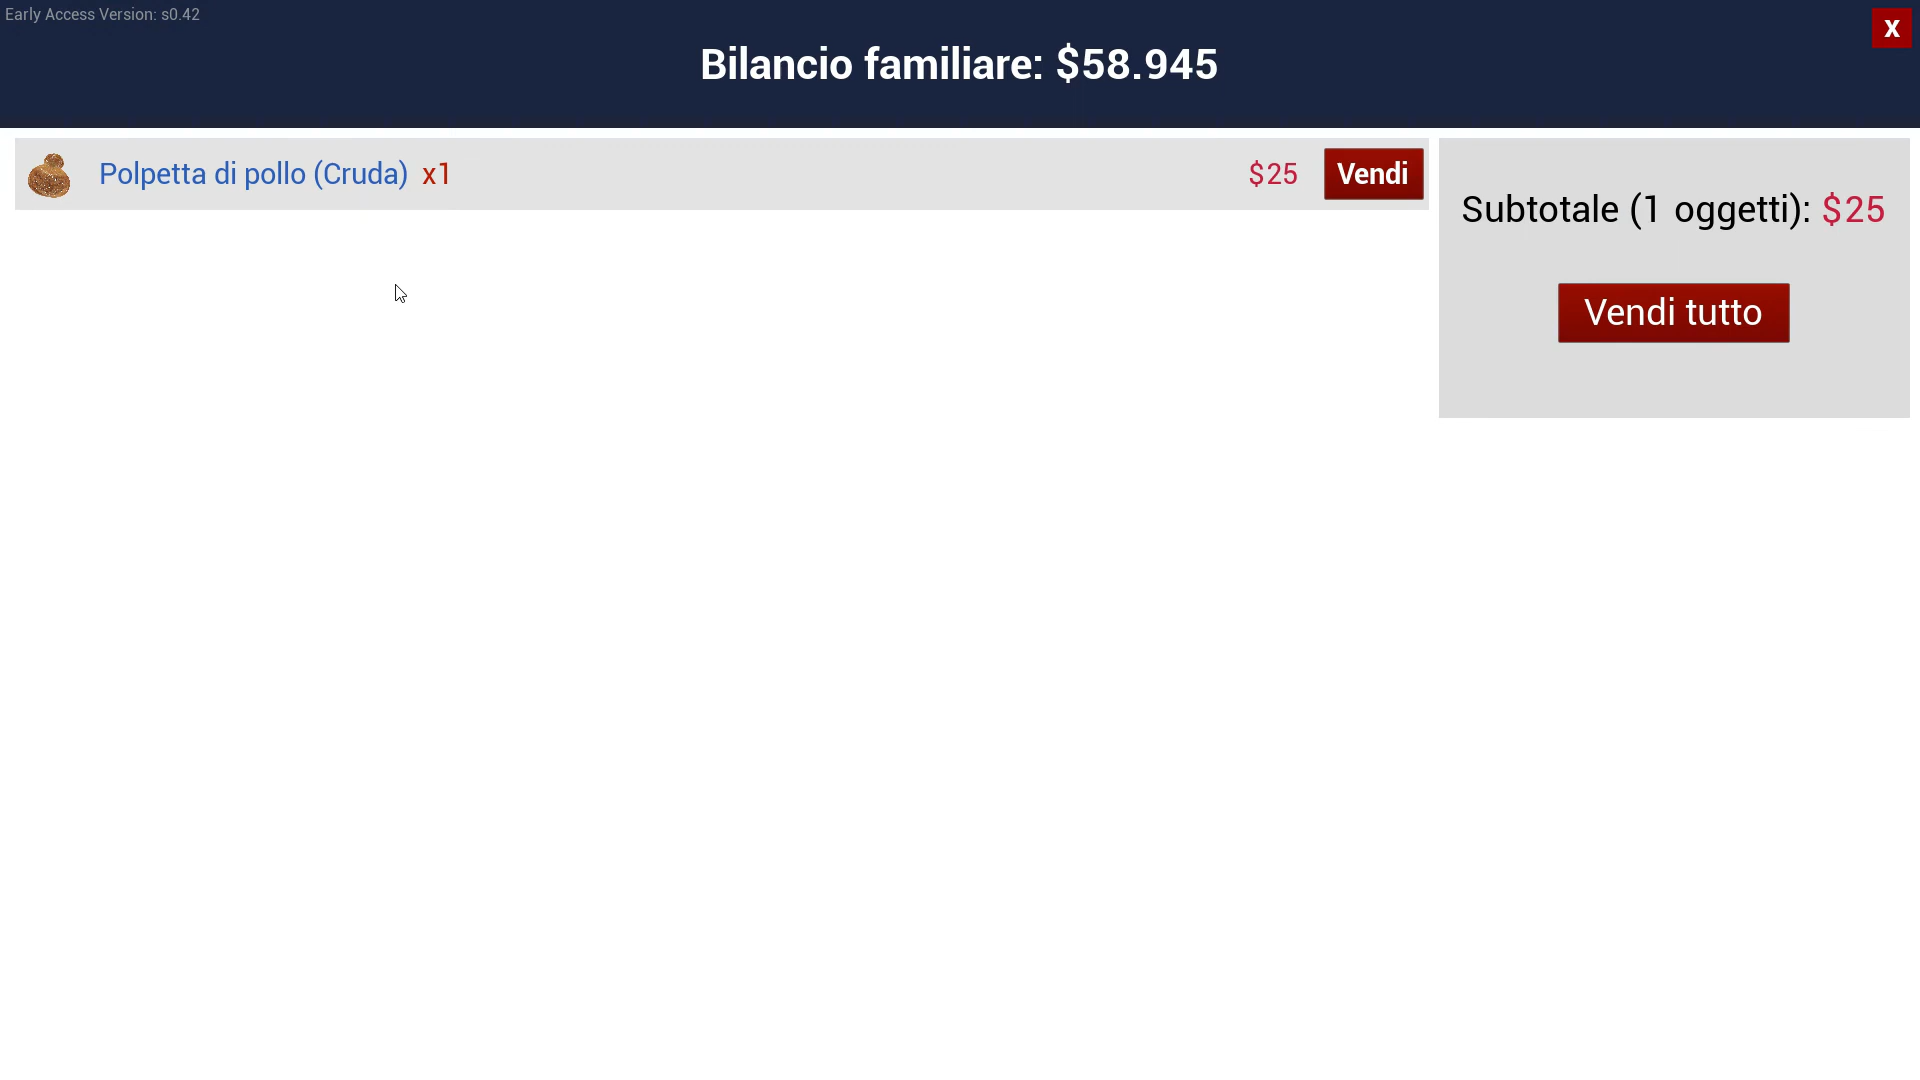 Early Access Version: s0.42
X
Bilancio familiare: $58.945
Polpetta di pollo (Cruda) x1 $25 Vendi
Subtotale (1 oggetti): $25
Vendi tutto